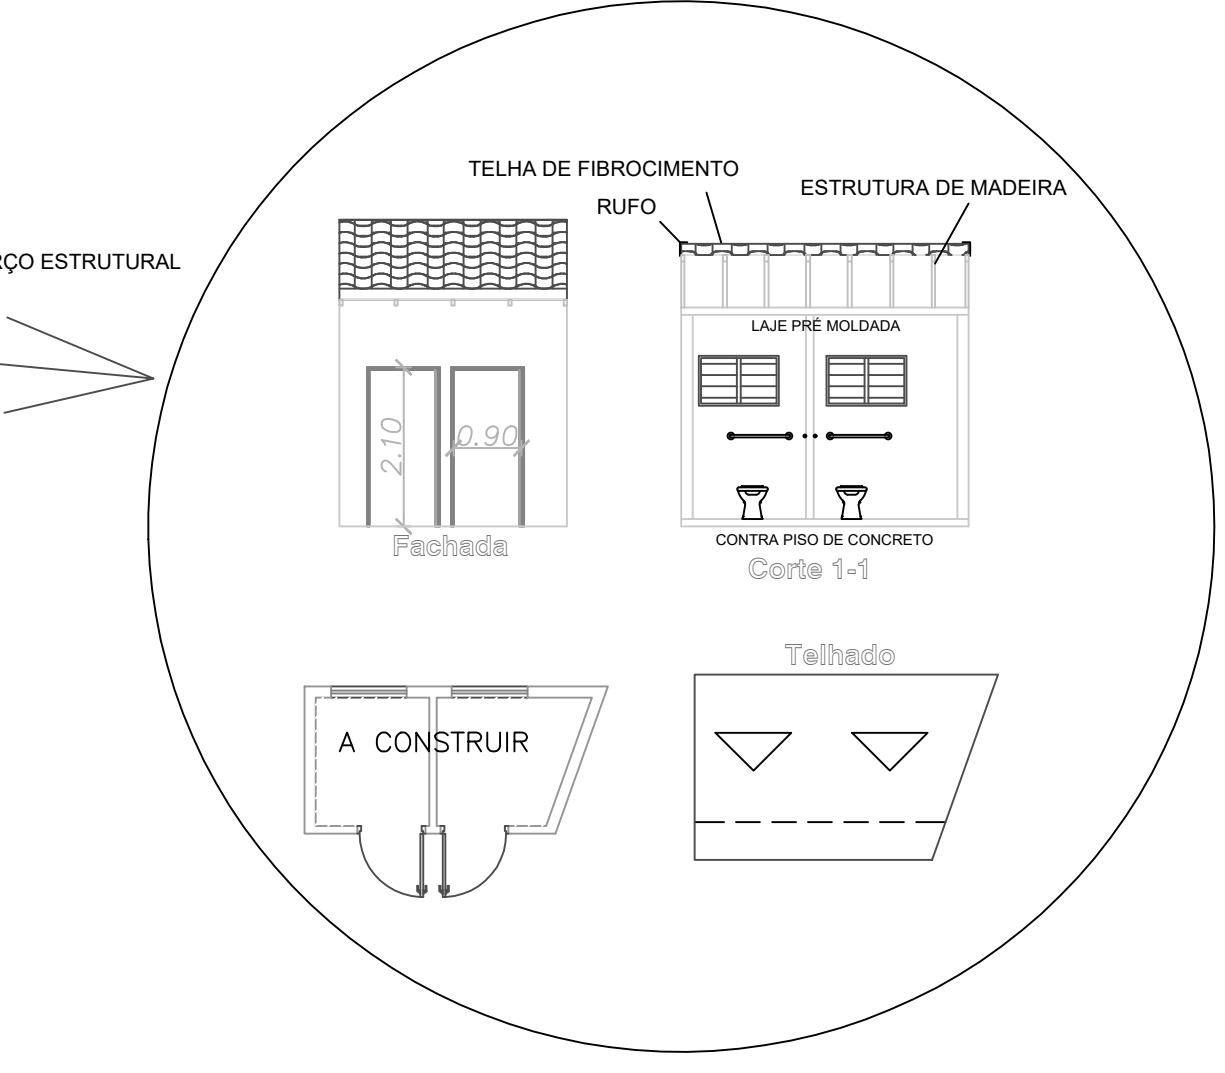 TELHA DE FIBROCIMENTO
ESTRUTURA DE MADEIRA
RUFO
RÇO ESTRUTURAL
LAJE PRÉ MOLDADA
2.10
0.90
CONTRA PISO DE CONCRETO
Fachada
Corte 1-1
Telhado
A CONSTRUIR